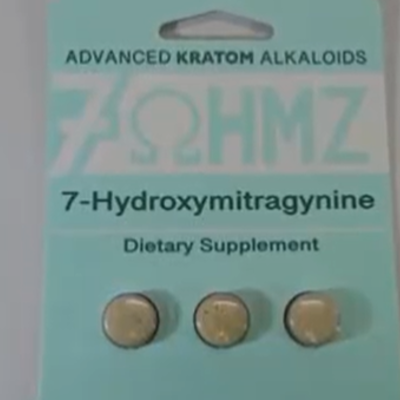 ADVANCED KRATOM ALKALOIDS
7ΩHMZ
7-Hydroxymitragynine
Dietary Supplement